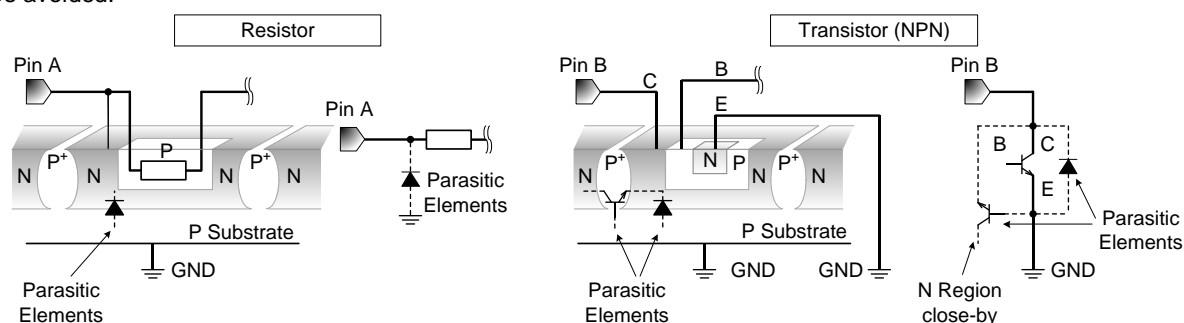 be avoided.
Resistor
Transistor (NPN)
Pin A
Pin A
P
N
P+
N
N
P+
N
Parasitic
Elements
P Substrate
GND
Parasitic
Elements
Pin B
C
B
E
N
P+
N
N
P
N
P+
N
P Substrate
GND
GND
Parasitic
Elements
Pin B
B
C
E
Parasitic
Elements
GND
N Region
close-by